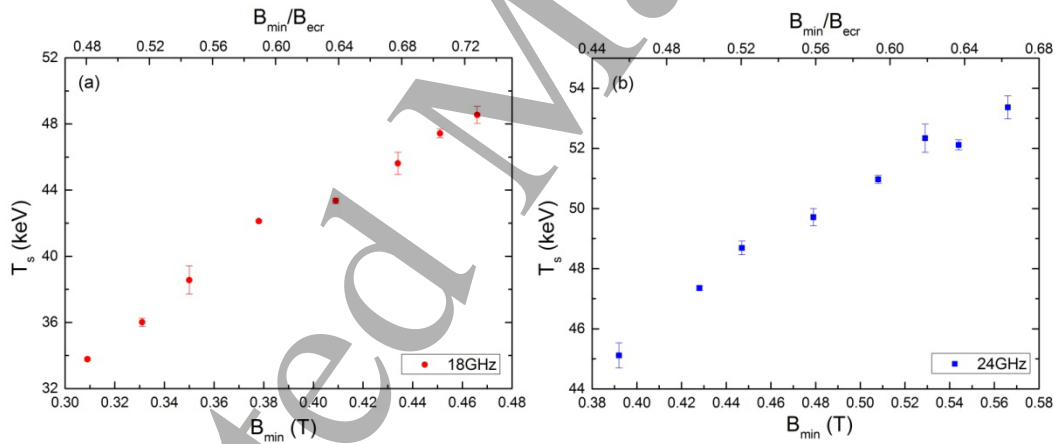 B_min/B_ecr
0.48 0.52 0.56 0.60 0.64 0.68 0.72
52
48
44
40
36
32
(a)
T_s (keV)
18GHz
0.30 0.32 0.34 0.36 0.38 0.40 0.42 0.44 0.46 0.48
B_min (T)
B_min/B_ecr
0.44 0.48 0.52 0.56 0.60 0.64 0.68
54
52
50
48
46
44
(b)
T_s (keV)
24GHz
0.38 0.40 0.42 0.44 0.46 0.48 0.50 0.52 0.54 0.56 0.58
B_min (T)
ted M